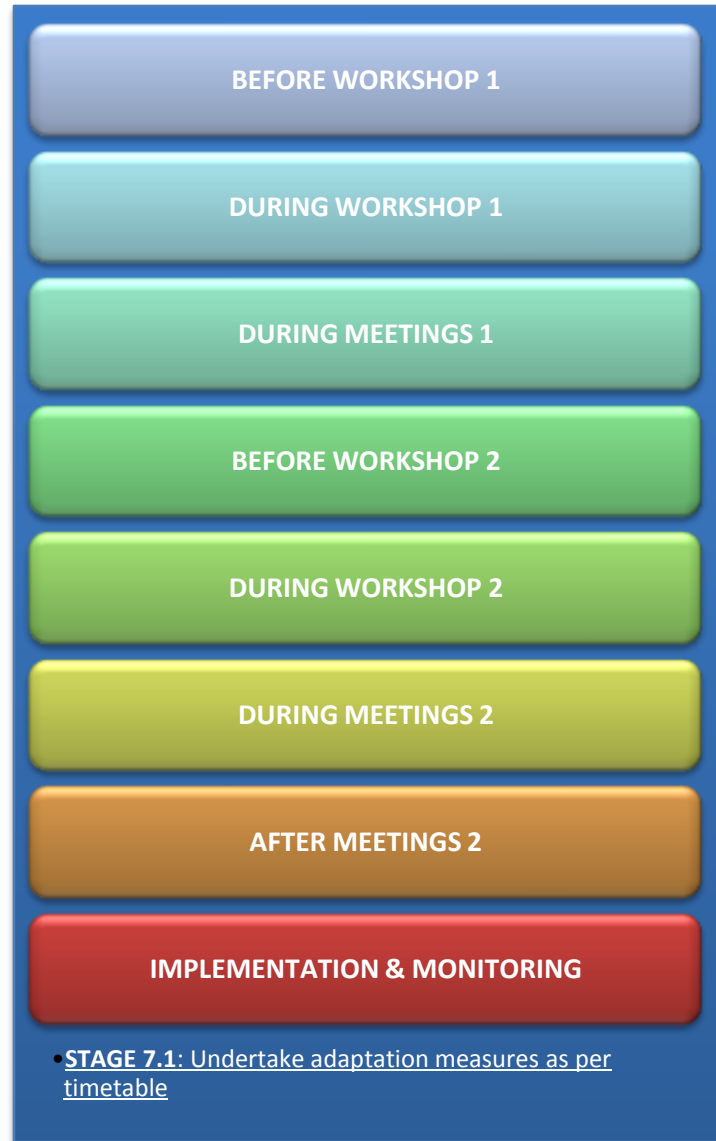 BEFORE WORKSHOP 1
DURING WORKSHOP 1
DURING MEETINGS 1
BEFORE WORKSHOP 2
DURING WORKSHOP 2
DURING MEETINGS 2
AFTER MEETINGS 2
IMPLEMENTATION & MONITORING
•STAGE 7.1: Undertake adaptation measures as per
timetable